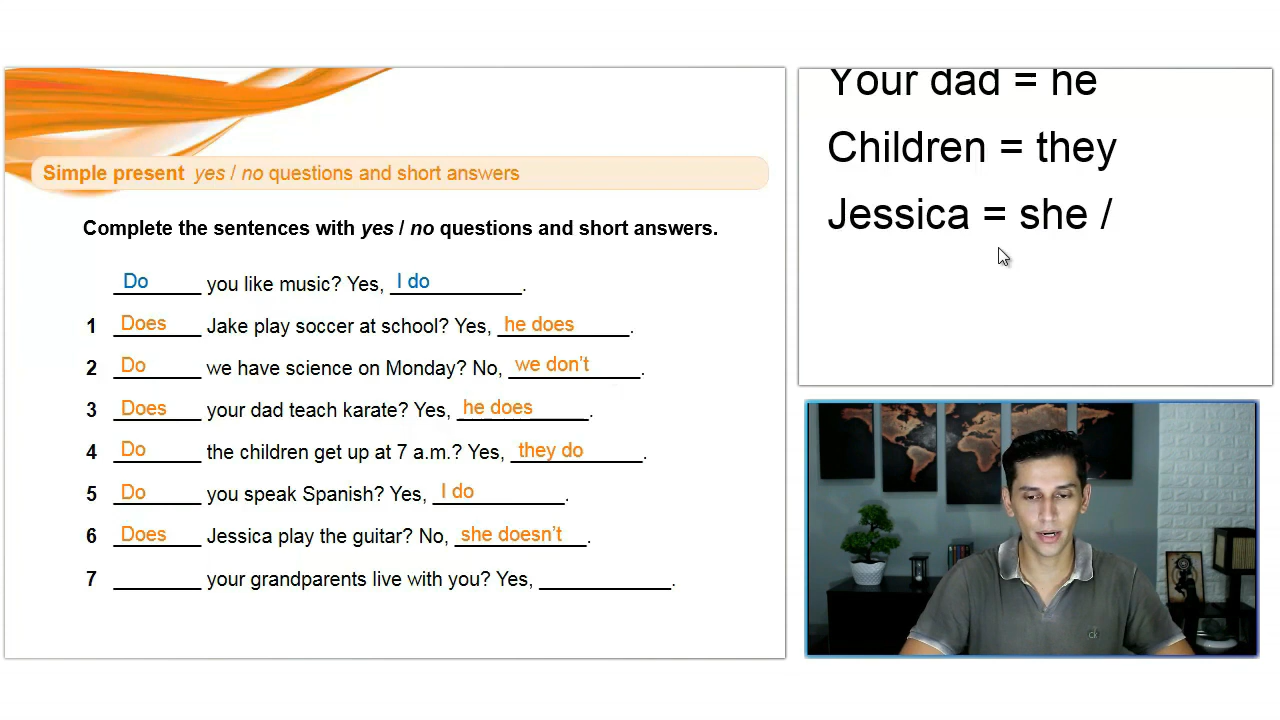 Simple present yes / no questions and short answers
Complete the sentences with yes / no questions and short answers.
Do you like music? Yes, I do.
1 Does Jake play soccer at school? Yes, he does.
2 Do we have science on Monday? No, we don't.
3 Does your dad teach karate? Yes, he does.
4 Do the children get up at 7 a.m.? Yes, they do.
5 Do you speak Spanish? Yes, I do.
6 Does Jessica play the guitar? No, she doesn't.
7 ________ your grandparents live with you? Yes, ____________.
Your dad = he
Children = they
Jessica = she /